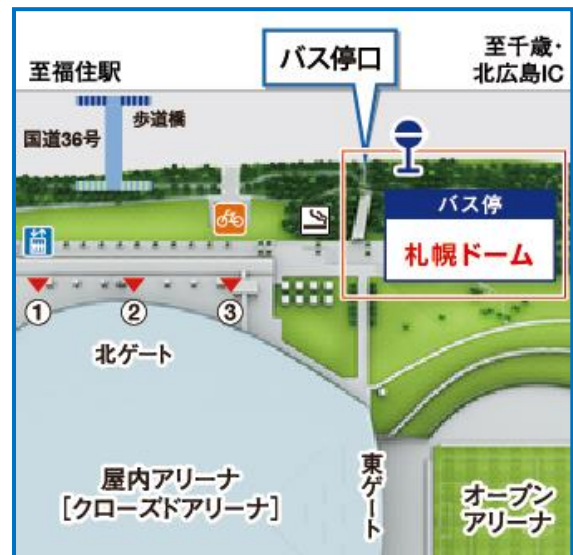 至福住駅
バス停口
至千歳・
北広島IC
歩道橋
国道36号
バス停
札幌ドーム
①
②
③
北ゲート
屋内アリーナ
[クローズドアリーナ]
東ゲート
オープン
アリーナ